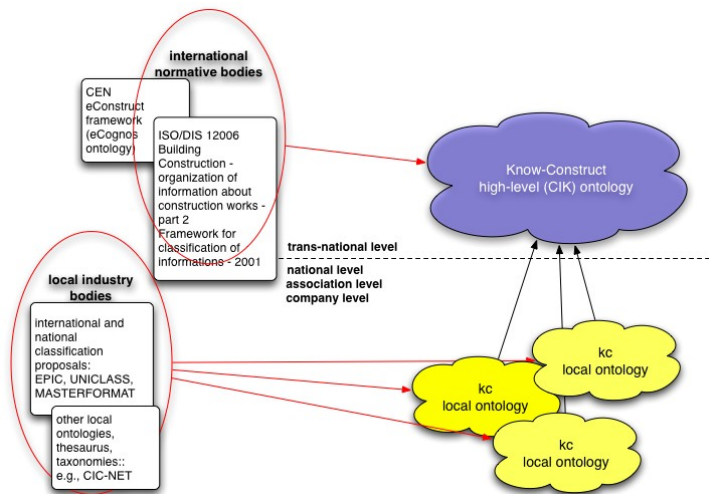 international
normative bodies
CEN
eConstruct
framework
(eCognos
ontology)
ISO/DIS 12006
Building
Construction -
organization of
information about
construction works -
part 2
Framework for
classification of
informations - 2001
Know-Construct
high-level (CIK) ontology
trans-national level
national level
association level
company level
local industry
bodies
international and
national
classification
proposals:
EPIC, UNICLASS,
MASTERFORMAT
other local
ontologies,
thesaurus,
taxonomies::
e.g., CIC-NET
kc
local ontology
kc
local ontology
kc
local ontology